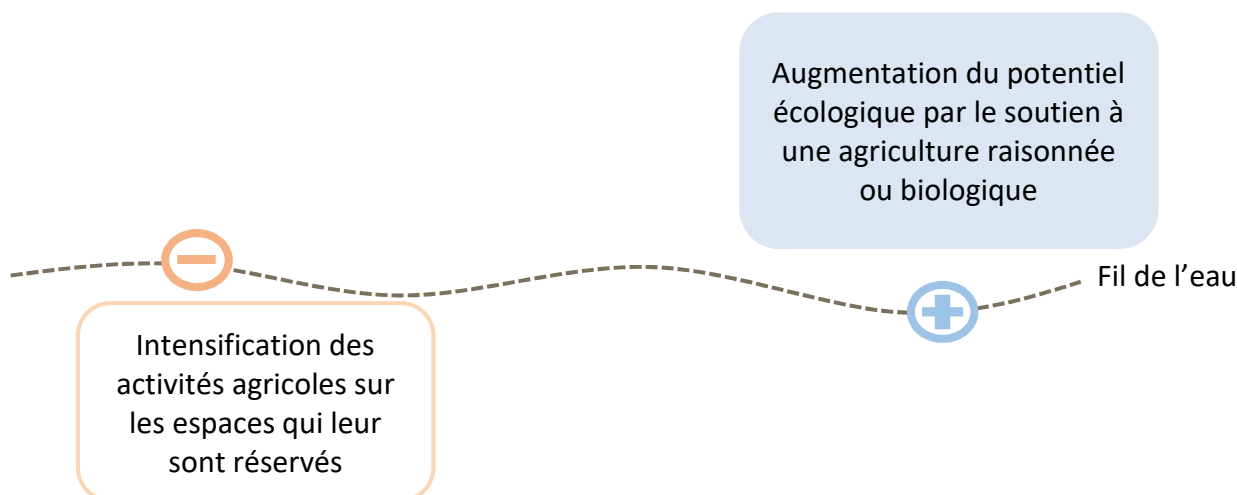 Augmentation du potentiel
écologique par le soutien à
une agriculture raisonnée
ou biologique
Fil de l’eau
Intensification des
activités agricoles sur
les espaces qui leur
sont réservés